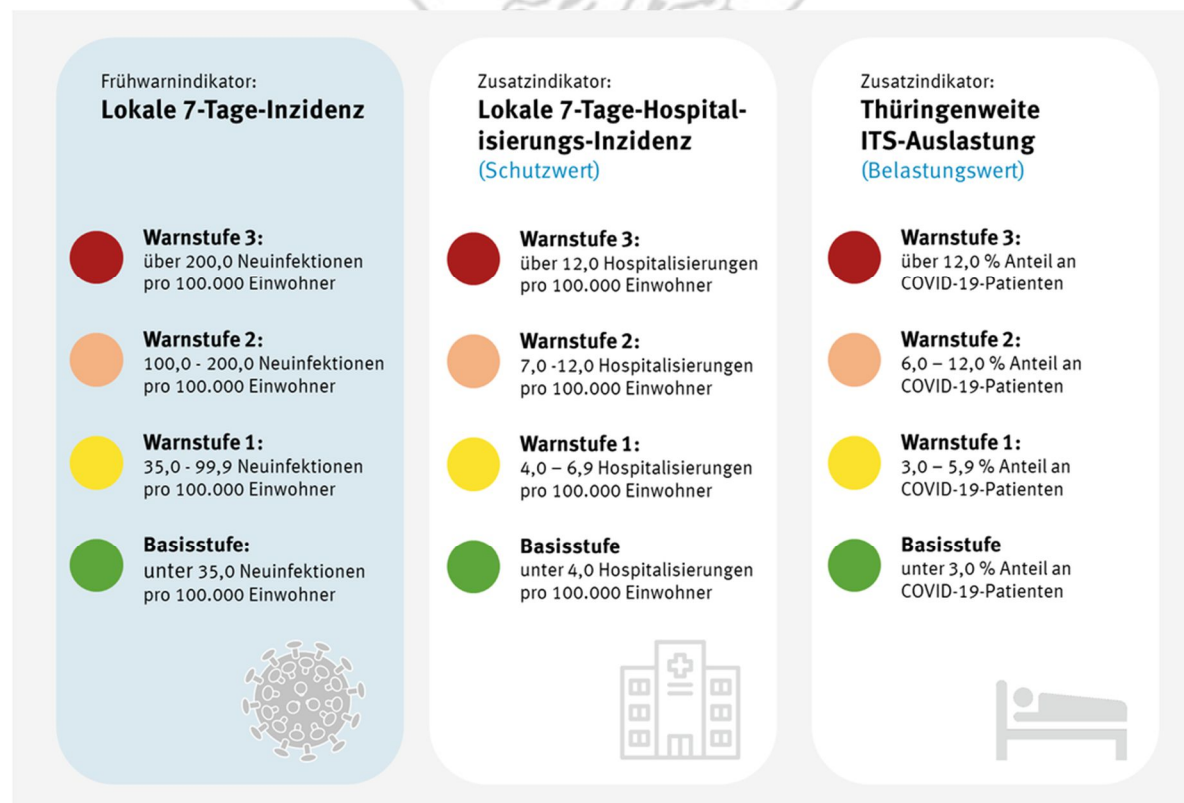 Frühwarnindikator:
Lokale 7-Tage-Inzidenz
Warnstufe 3:
über 200,0 Neuinfektionen
pro 100.000 Einwohner
Warnstufe 2:
100,0 - 200,0 Neuinfektionen
pro 100.000 Einwohner
Warnstufe 1:
35,0 - 99,9 Neuinfektionen
pro 100.000 Einwohner
Basisstufe:
unter 35,0 Neuinfektionen
pro 100.000 Einwohner
Zusatzindikator:
Lokale 7-Tage-Hospital-
isierungs-Inzidenz
(Schutzwert)
Warnstufe 3:
über 12,0 Hospitalisierungen
pro 100.000 Einwohner
Warnstufe 2:
7,0 -12,0 Hospitalisierungen
pro 100.000 Einwohner
Warnstufe 1:
4,0 – 6,9 Hospitalisierungen
pro 100.000 Einwohner
Basisstufe
unter 4,0 Hospitalisierungen
pro 100.000 Einwohner
Zusatzindikator:
Thüringenweite
ITS-Auslastung
(Belastungswert)
Warnstufe 3:
über 12,0 % Anteil an
COVID-19-Patienten
Warnstufe 2:
6,0 – 12,0 % Anteil an
COVID-19-Patienten
Warnstufe 1:
3,0 – 5,9 % Anteil an
COVID-19-Patienten
Basisstufe
unter 3,0 % Anteil an
COVID-19-Patienten